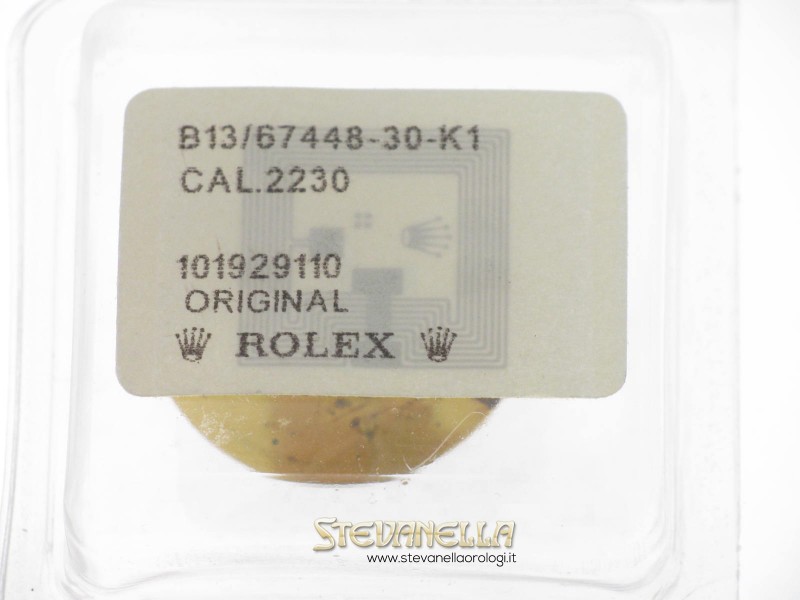 B13/67448-30-K1
CAL.2230
101929110
ORIGINAL
ROLEX
STEVANELLA
www.stevanellaorologi.it